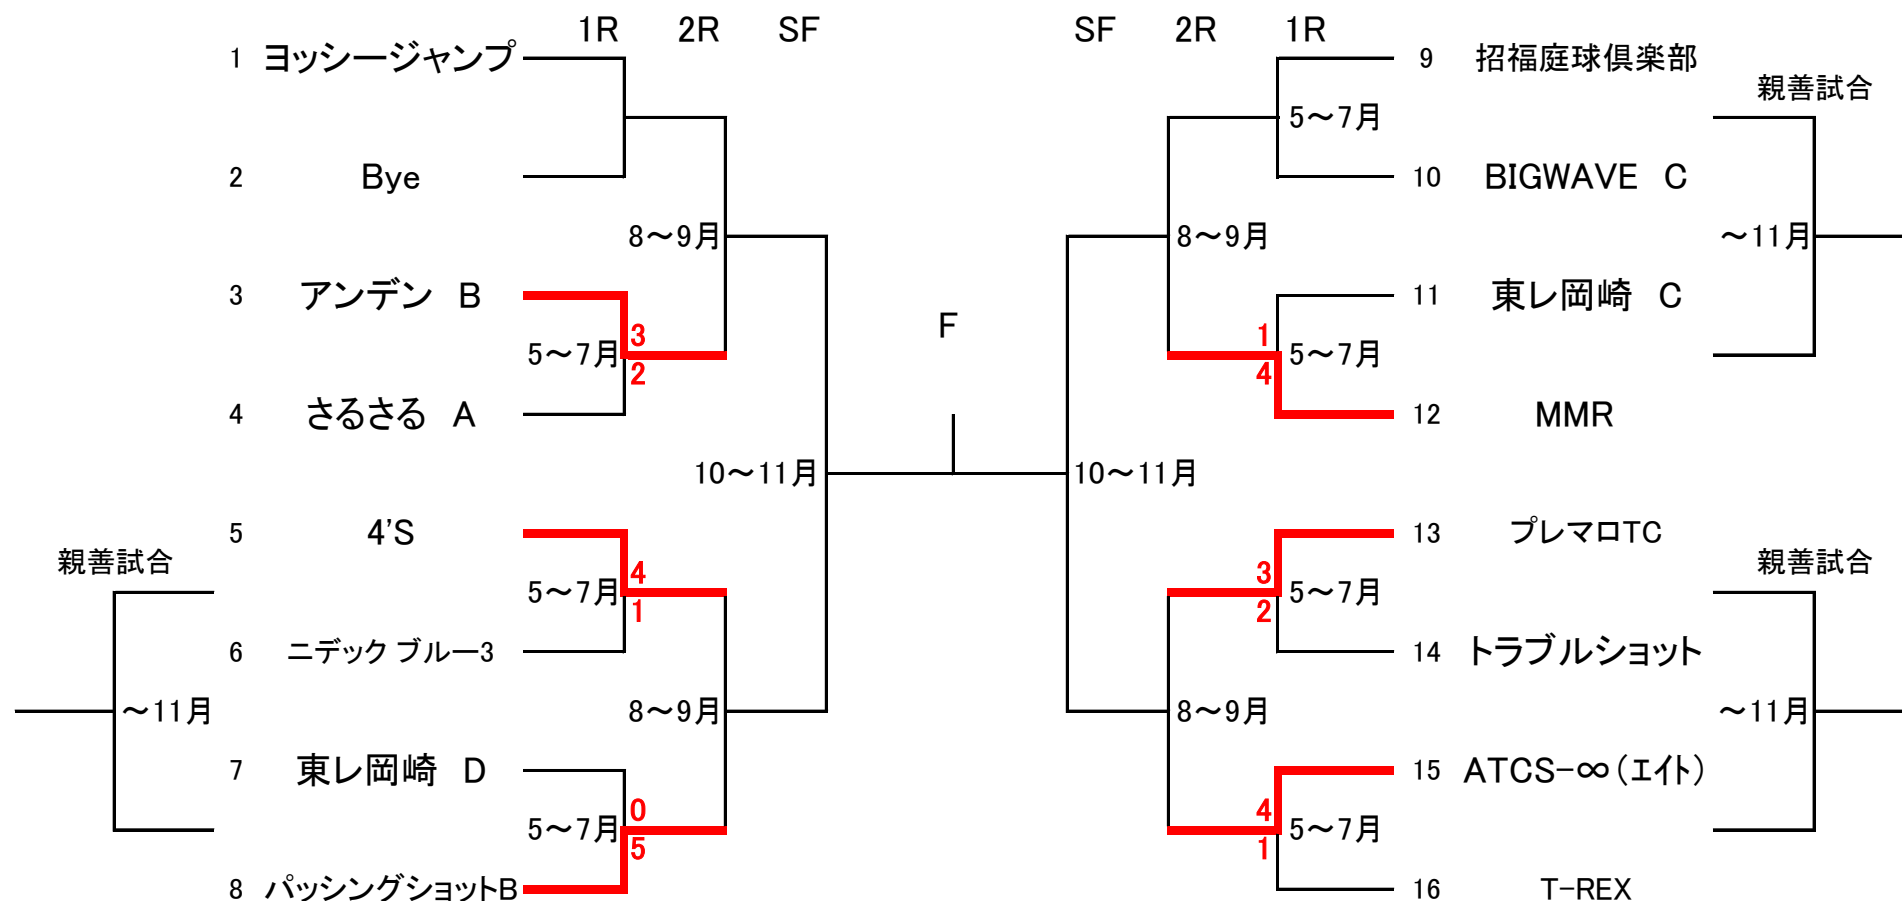 1R 2R SF
SF 2R 1R
1 ヨッシージャンプ
9 招福庭球倶楽部
親善試合
5～7月
2 Bye
10 BIGWAVE C
8～9月
8～9月
～11月
3 アンデン B
11 東レ岡崎 C
F
3
1
5～7月
5～7月
2
4
4 さるさる A
12 MMR
10～11月
10～11月
5 4'S
13 プレマロTC
親善試合
親善試合
4
3
5～7月
5～7月
1
2
6 ニデック ブルー3
14 トラブルショット
～11月
8～9月
8～9月
～11月
7 東レ岡崎 D
15 ATCS-∞(エイト)
0
4
5～7月
5～7月
5
1
8 パッシングショットB
16 T-REX